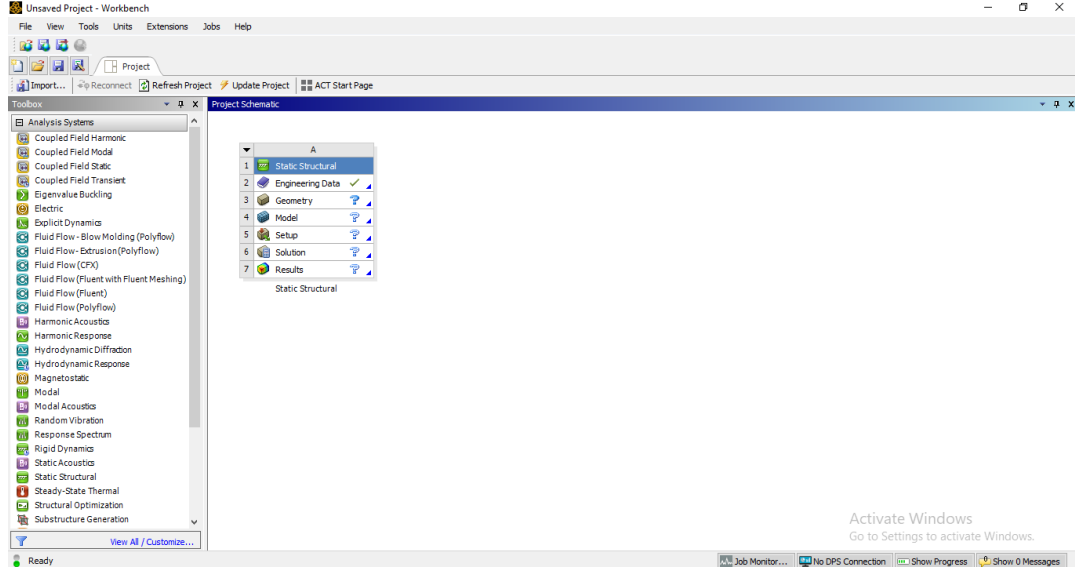 Unsaved Project - Workbench
File View Tools Units Extensions Jobs Help
Project
Import... Reconnect Refresh Project Update Project ACT Start Page
Toolbox
Project Schematic
Analysis Systems
Coupled Field Harmonic
Coupled Field Modal
Coupled Field Static
Coupled Field Transient
Eigenvalue Buckling
Electric
Explicit Dynamics
Fluid Flow - Blow Molding (Polyflow)
Fluid Flow - Extrusion (Polyflow)
Fluid Flow (CFX)
Fluid Flow (Fluent with Fluent Meshing)
Fluid Flow (Fluent)
Fluid Flow (Polyflow)
Harmonic Acoustics
Harmonic Response
Hydrodynamic Diffraction
Hydrodynamic Response
Magnetostatic
Modal
Modal Acoustics
Random Vibration
Response Spectrum
Rigid Dynamics
Static Acoustics
Static Structural
Steady-State Thermal
Structural Optimization
Substructure Generation
View All / Customize...
A
1 Static Structural
2 Engineering Data
3 Geometry ?
4 Model ?
5 Setup ?
6 Solution ?
7 Results ?
Static Structural
Activate Windows
Go to Settings to activate Windows.
Ready
Job Monitor... No DPS Connection Show Progress Show 0 Messages